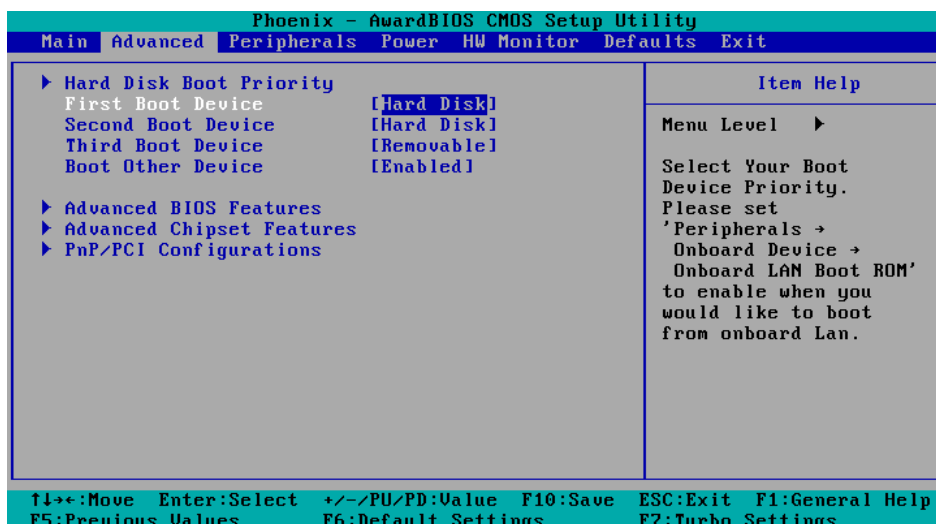 Phoenix - AwardBIOS CMOS Setup Utility
Main Advanced Peripherals Power HW Monitor Defaults Exit
▶ Hard Disk Boot Priority
First Boot Device [Hard Disk]
Second Boot Device [Hard Disk]
Third Boot Device [Removable]
Boot Other Device [Enabled]
▶ Advanced BIOS Features
▶ Advanced Chipset Features
▶ PnP/PCI Configurations
Item Help
Menu Level ▶
Select Your Boot
Device Priority.
Please set
'Peripherals →
Onboard Device →
Onboard LAN Boot ROM'
to enable when you
would like to boot
from onboard Lan.
↑↓→←:Move Enter:Select +/-/PU/PD:Value F10:Save ESC:Exit F1:General Help
F5:Previous Values F6:Default Settings F7:Turbo Settings